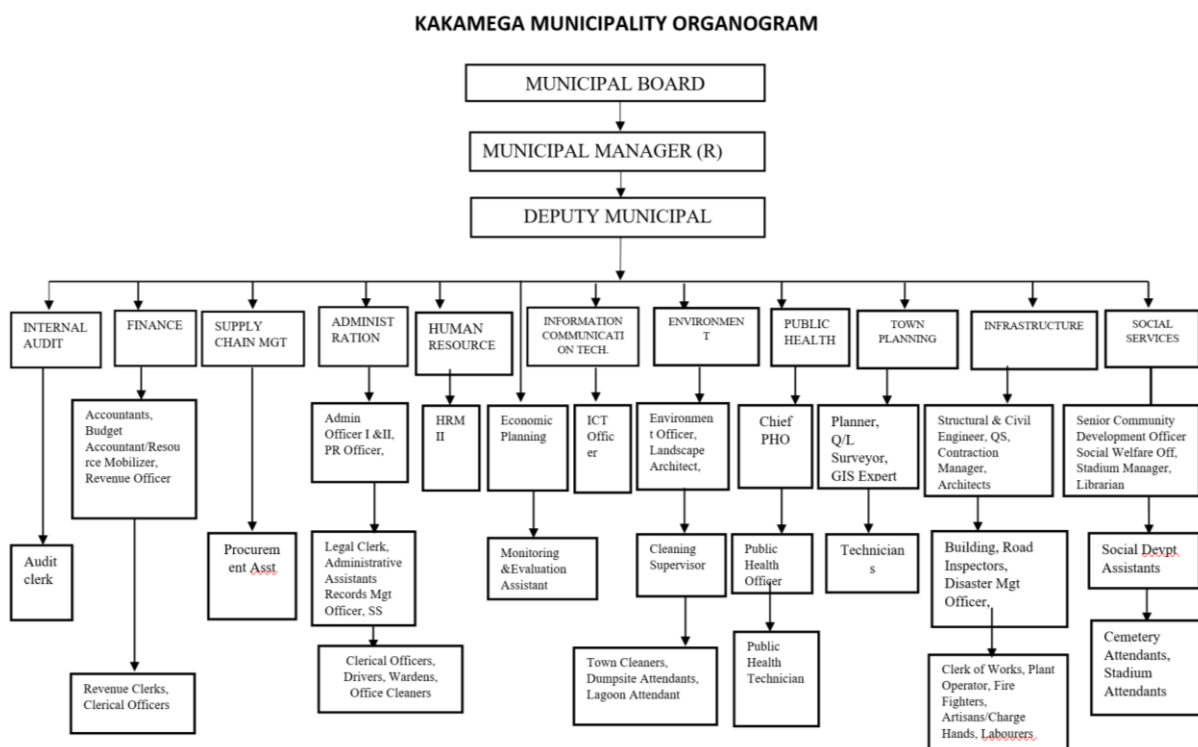 KAKAMEGA MUNICIPALITY ORGANOGRAM
MUNICIPAL BOARD
MUNICIPAL MANAGER (R)
DEPUTY MUNICIPAL
INTERNAL
AUDIT
FINANCE
SUPPLY
CHAIN MGT
ADMINIST
RATION
HUMAN
RESOURCE
INFORMATION
COMMUNICATI
ON TECH.
ENVIRONMEN
T
PUBLIC
HEALTH
TOWN
PLANNING
INFRASTRUCTURE
SOCIAL
SERVICES
Accountants,
Budget
Accountant/Resou
rce Mobilizer,
Revenue Officer
Admin
Officer I &II,
PR Officer,
HRM
II
Economic
Planning
ICT
Offic
er
Environmen
t Officer,
Landscape
Architect,
Chief
PHO
Planner,
Q/L
Surveyor,
GIS Expert
Structural & Civil
Engineer, QS,
Contraction
Manager,
Architects
Senior Community
Development Officer
Social Welfare Off,
Stadium Manager,
Librarian
Audit
clerk
Procurem
ent Asst
Legal Clerk,
Administrative
Assistants
Records Mgt
Officer, SS
Monitoring
&Evaluation
Assistant
Cleaning
Supervisor
Public
Health
Officer
Technician
s
Building, Road
Inspectors,
Disaster Mgt
Officer,
Social Devpt
Assistants
Revenue Clerks,
Clerical Officers
Clerical Officers,
Drivers, Wardens,
Office Cleaners
Town Cleaners,
Dumpsite Attendants,
Lagoon Attendant
Public
Health
Technician
Clerk of Works, Plant
Operator, Fire
Fighters,
Artisans/Charge
Hands, Labourers
Cemetery
Attendants,
Stadium
Attendants